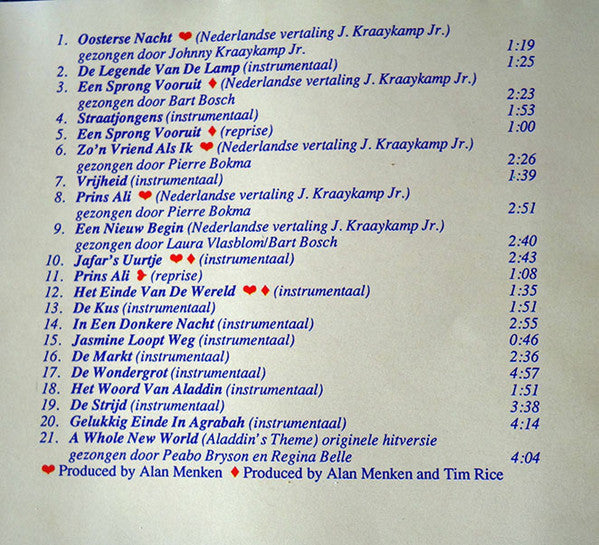 1. Oosterse Nacht ❤ (Nederlandse vertaling J. Kraaykamp Jr.)
gezongen door Johnny Kraaykamp Jr. 1:19
2. De Legende Van De Lamp (instrumentaal) 1:25
3. Een Sprong Vooruit ♦ (Nederlandse vertaling J. Kraaykamp Jr.)
gezongen door Bart Bosch 2:23
4. Straatjongens (instrumentaal) 1:53
5. Een Sprong Vooruit ♦ (reprise) 1:00
6. Zo'n Vriend Als Ik ❤ (Nederlandse vertaling J. Kraaykamp Jr.)
gezongen door Pierre Bokma 2:26
7. Vrijheid (instrumentaal) 1:39
8. Prins Ali ❤ (Nederlandse vertaling J. Kraaykamp Jr.)
gezongen door Pierre Bokma 2:51
9. Een Nieuw Begin (Nederlandse vertaling J. Kraaykamp Jr.)
gezongen door Laura Vlasblom/Bart Bosch 2:40
10. Jafar's Uurtje ❤ ♦ (instrumentaal) 2:43
11. Prins Ali ❥ (reprise) 1:08
12. Het Einde Van De Wereld ❤ ♦ (instrumentaal) 1:35
13. De Kus (instrumentaal) 1:51
14. In Een Donkere Nacht (instrumentaal) 2:55
15. Jasmine Loopt Weg (instrumentaal) 0:46
16. De Markt (instrumentaal) 2:36
17. De Wondergrot (instrumentaal) 4:57
18. Het Woord Van Aladdin (instrumentaal) 1:51
19. De Strijd (instrumentaal) 3:38
20. Gelukkig Einde In Agrabah (instrumentaal) 4:14
21. A Whole New World (Aladdin's Theme) originele hitversie
gezongen door Peabo Bryson en Regina Belle 4:04
❤ Produced by Alan Menken ♦ Produced by Alan Menken and Tim Rice